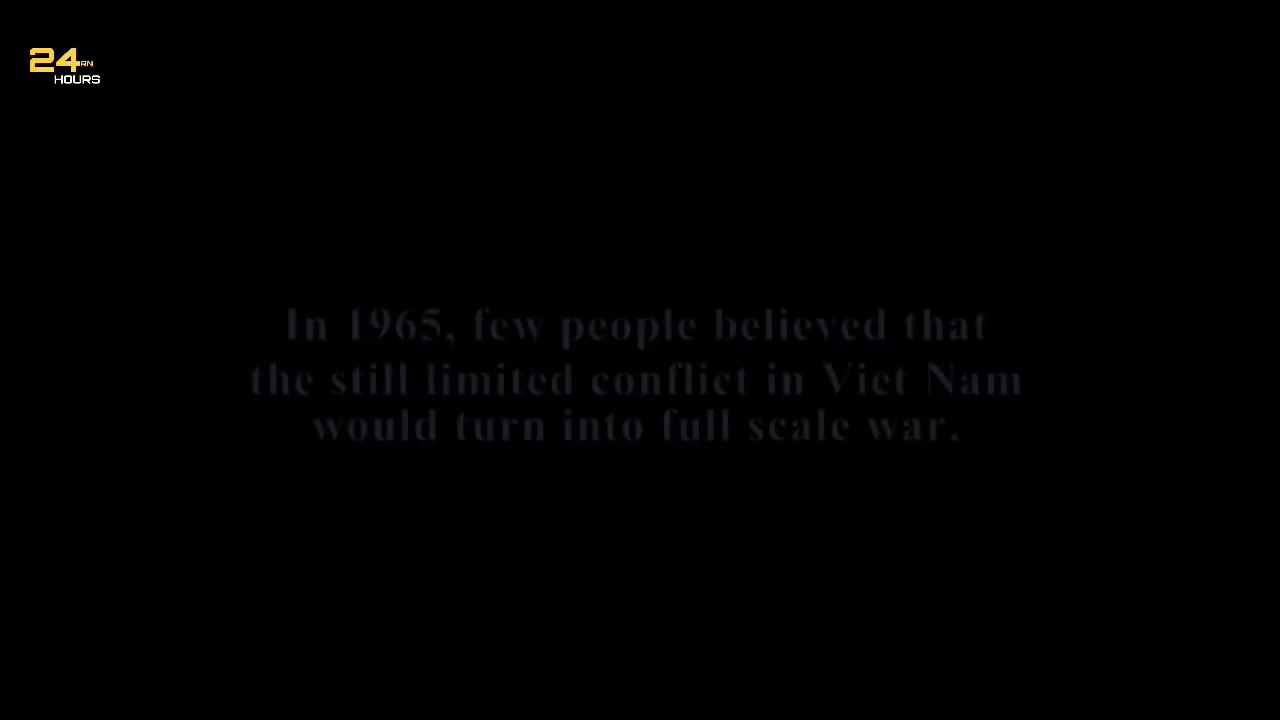 24RN
HOURS
In 1965, few people believed that
the still limited conflict in Viet Nam
would turn into full scale war.